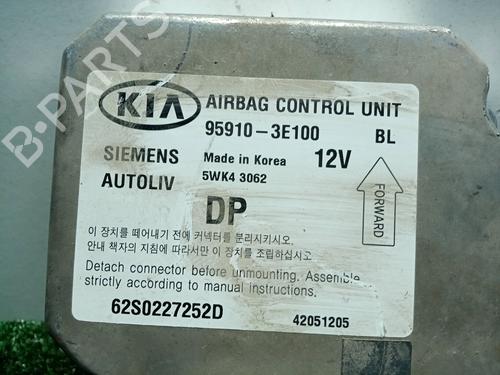 B-PARTS
KIA AIRBAG CONTROL UNIT
95910-3E100 BL
SIEMENS Made in Korea 12V
AUTOLIV 5WK4 3062
DP
FORWARD
이 장치를 떼어내기 전에 커넥터를 분리시키시오.
안내 책자의 지침에 따라서만 이 장치를 조립하십시오.
Detach connector before unmounting. Assemble
strictly according to manual instructions.
62S0227252D 42051205